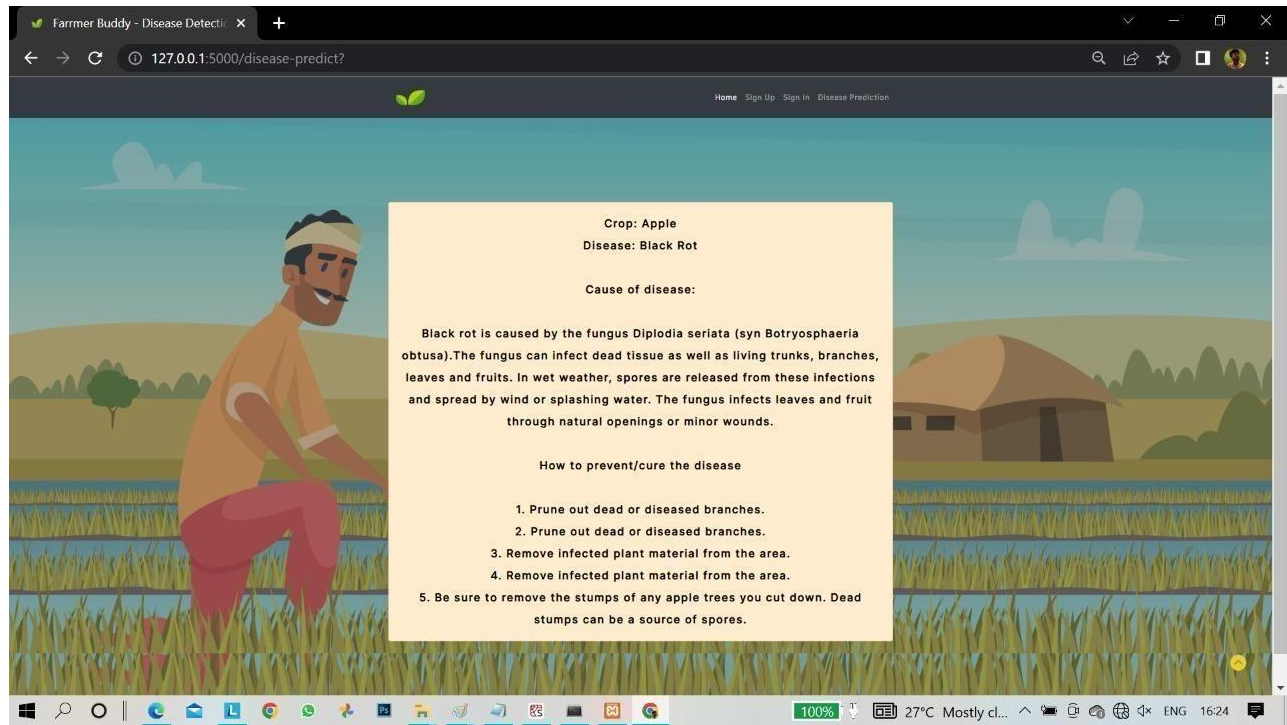 Farrmer Buddy - Disease Detectic
127.0.0.1:5000/disease-predict?
Home Sign Up Sign In Disease Prediction
Crop: Apple
Disease: Black Rot
Cause of disease:
Black rot is caused by the fungus Diplodia seriata (syn Botryosphaeria
obtusa).The fungus can infect dead tissue as well as living trunks, branches,
leaves and fruits. In wet weather, spores are released from these infections
and spread by wind or splashing water. The fungus infects leaves and fruit
through natural openings or minor wounds.
How to prevent/cure the disease
1. Prune out dead or diseased branches.
2. Prune out dead or diseased branches.
3. Remove infected plant material from the area.
4. Remove infected plant material from the area.
5. Be sure to remove the stumps of any apple trees you cut down. Dead
stumps can be a source of spores.
L Ps 100% 27°C Mostly cl... ENG 16:24